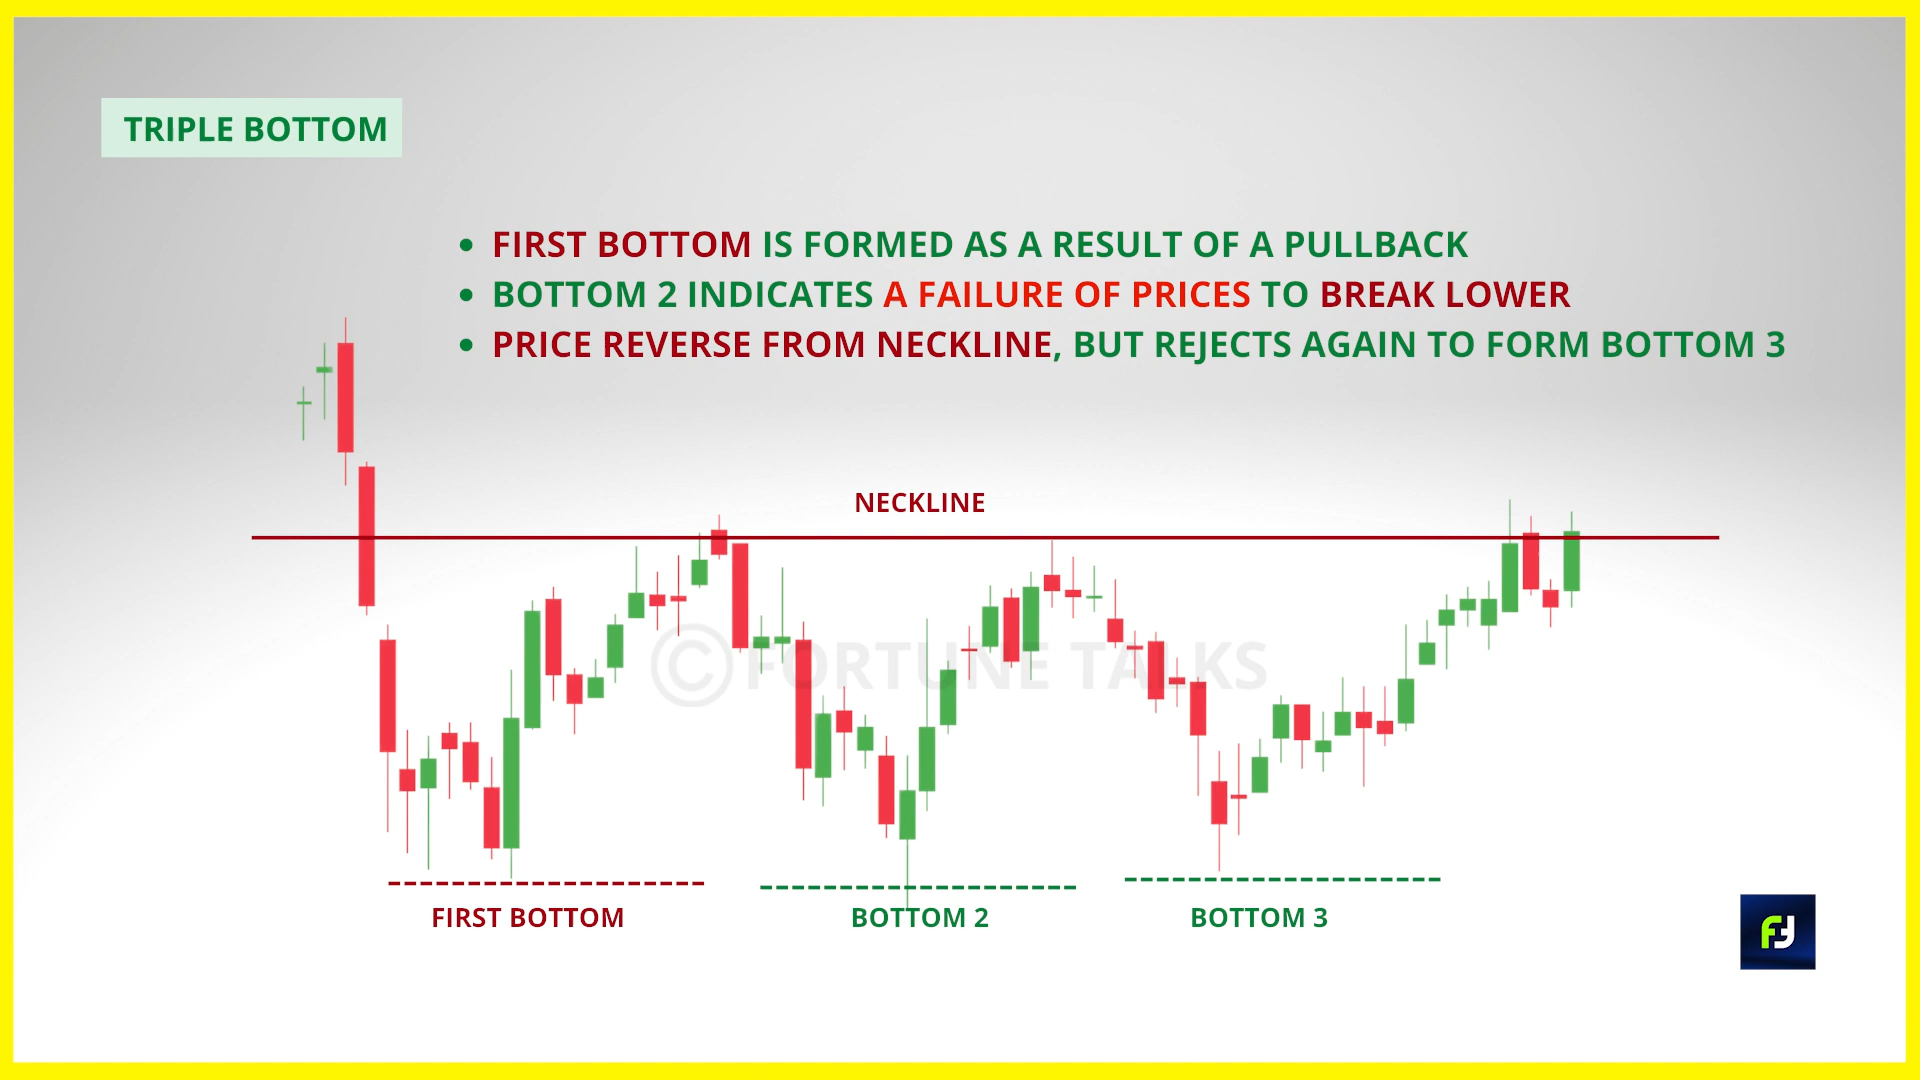 TRIPLE BOTTOM
• FIRST BOTTOM IS FORMED AS A RESULT OF A PULLBACK
• BOTTOM 2 INDICATES A FAILURE OF PRICES TO BREAK LOWER
• PRICE REVERSE FROM NECKLINE, BUT REJECTS AGAIN TO FORM BOTTOM 3
NECKLINE
© FORTUNE TALKS
FIRST BOTTOM
BOTTOM 2
BOTTOM 3